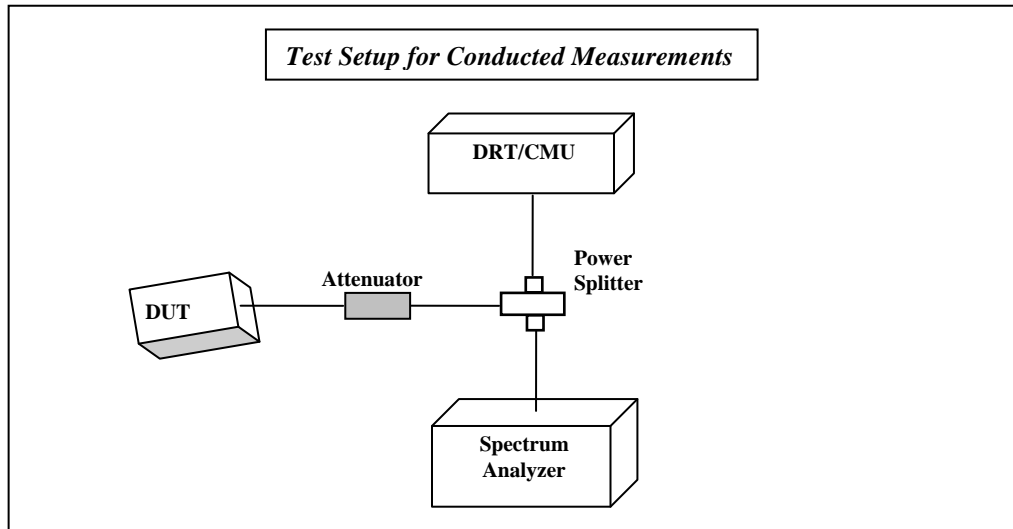 Test Setup for Conducted Measurements
DRT/CMU
Power
Splitter
Attenuator
DUT
Spectrum
Analyzer